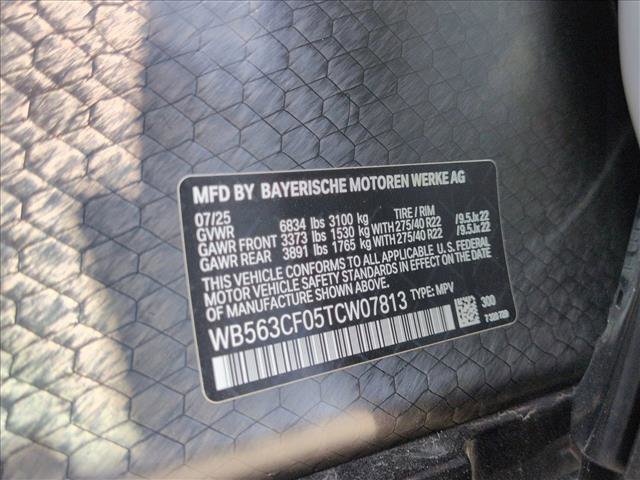 MFD BY BAYERISCHE MOTOREN WERKE AG
07/25
GVWR 6834 lbs 3100 kg TIRE / RIM
GAWR FRONT 3373 lbs 1530 kg WITH 275/40 R22 /9.5Jx22
GAWR REAR 3891 lbs 1765 kg WITH 275/40 R22 /9.5Jx22
THIS VEHICLE CONFORMS TO ALL APPLICABLE U.S. FEDERAL
MOTOR VEHICLE SAFETY STANDARDS IN EFFECT ON THE DATE
OF MANUFACTURE SHOWN ABOVE.
WB563CF05TCW07813 TYPE: MPV
300